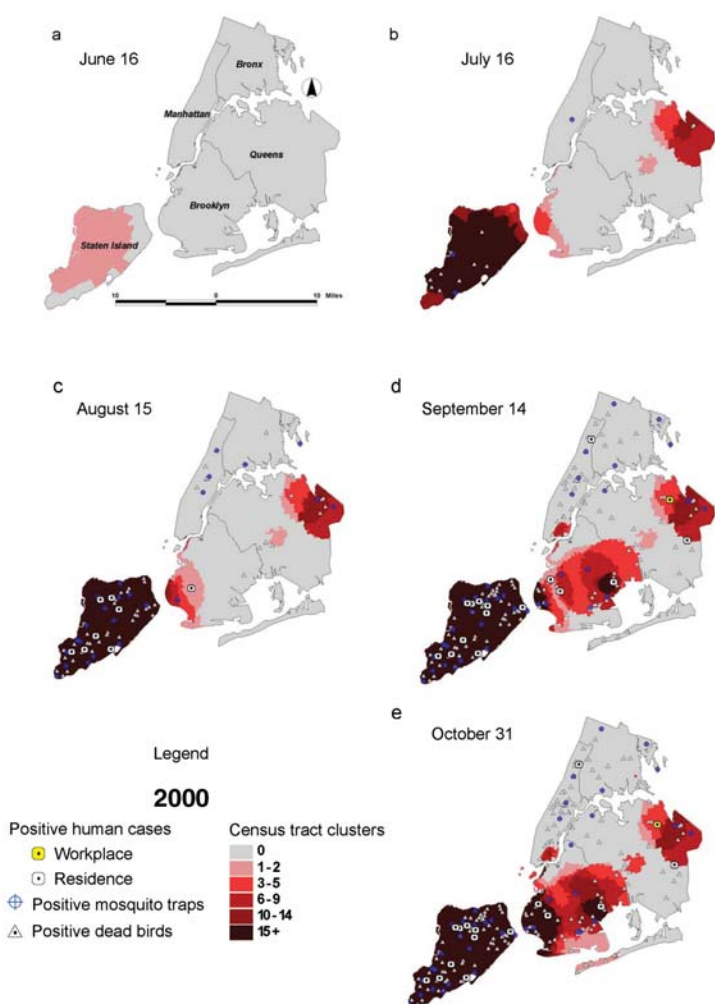 a
June 16
Bronx
Manhattan
Queens
Brooklyn
Staten Island
10 0 10
Miles
b
July 16
c
August 15
d
September 14
e
October 31
Legend
2000
Positive human cases
Workplace
Residence
Positive mosquito traps
Positive dead birds
Census tract clusters
0
1-2
3-5
6-9
10-14
15+